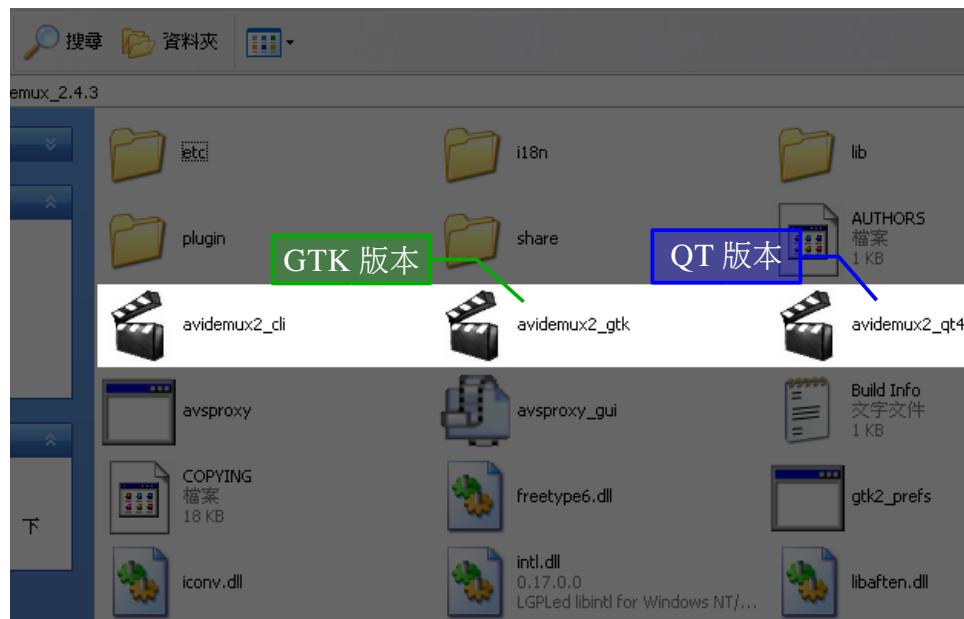 搜尋 資料夾
emux_2.4.3
etc
i18n
lib
plugin
share
AUTHORS
檔案
1 KB
GTK 版本
QT 版本
avidemux2_cli
avidemux2_gtk
avidemux2_qt4
avsproxy
avsproxy_gui
Build Info
文字文件
1 KB
COPYING
檔案
18 KB
freetype6.dll
gtk2_prefs
下
iconv.dll
intl.dll
0.17.0.0
LGPLed libintl for Windows NT/...
libaften.dll